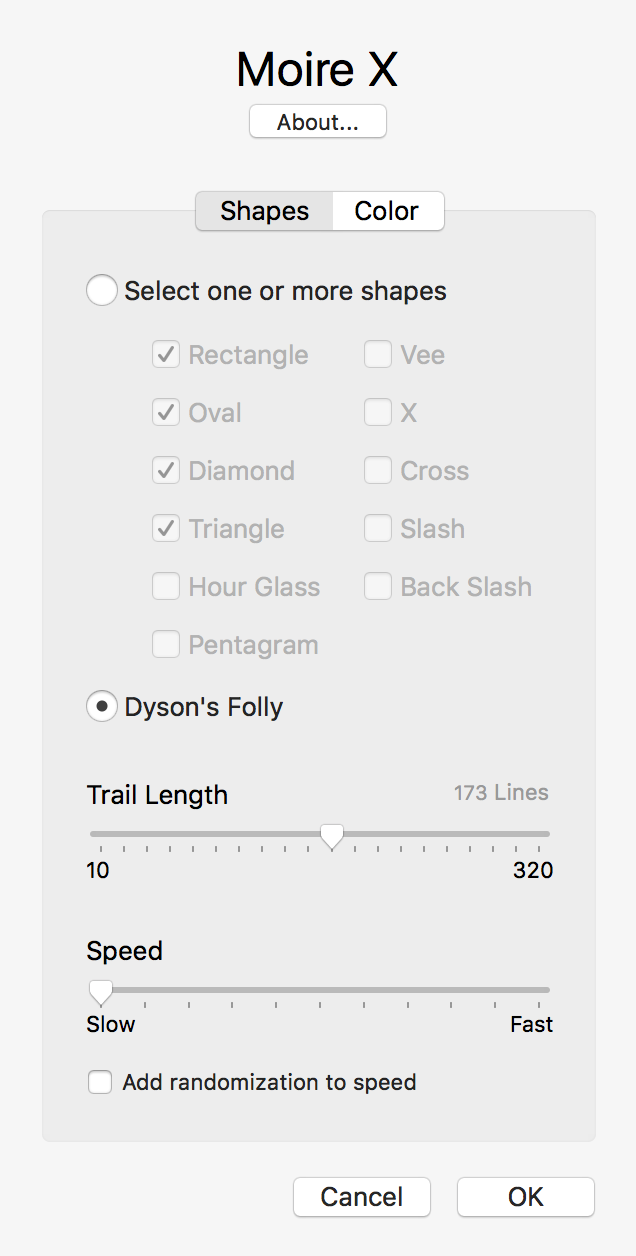 Moire X
About...
Shapes Color
Select one or more shapes
Rectangle Vee
Oval X
Diamond Cross
Triangle Slash
Hour Glass Back Slash
Pentagram
Dyson's Folly
Trail Length 173 Lines
10 320
Speed
Slow Fast
Add randomization to speed
Cancel OK